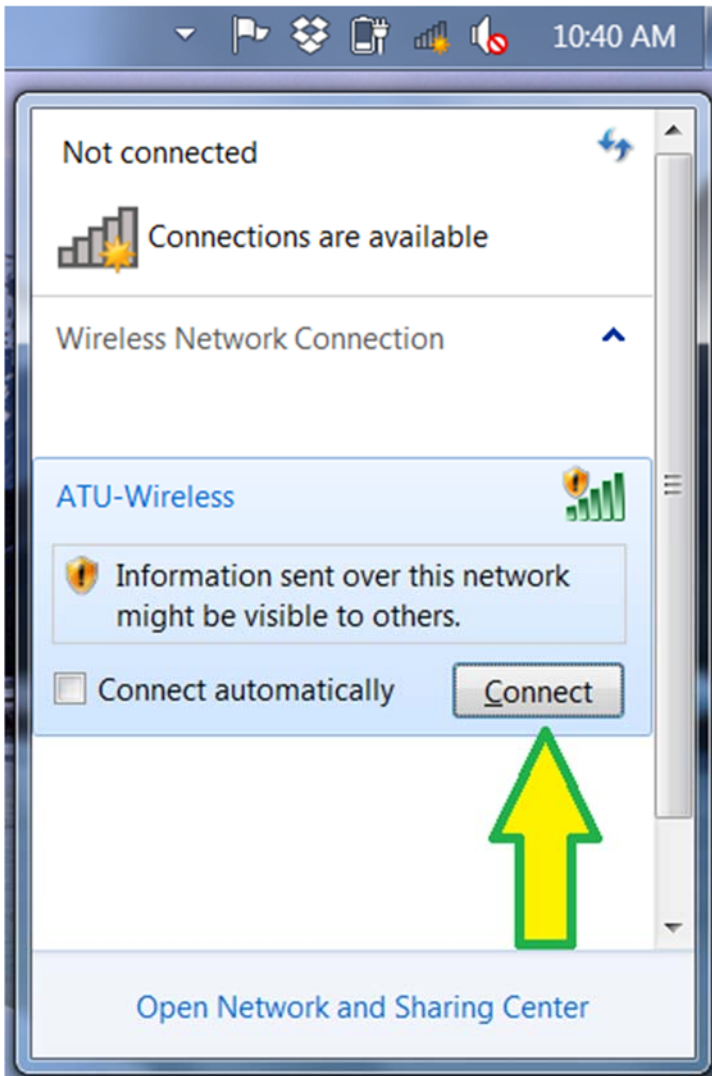 10:40 AM
Not connected
Connections are available
Wireless Network Connection
ATU-Wireless
Information sent over this network
might be visible to others.
Connect automatically
Connect
Open Network and Sharing Center